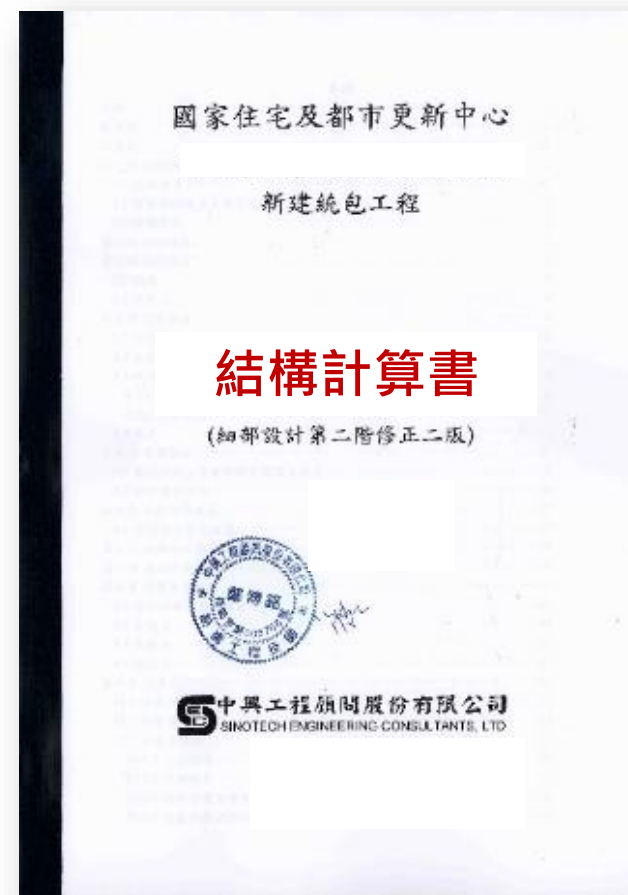 國家住宅及都市更新中心
新建統包工程
結構計算書
(細部設計第二階修正二版)
中興工程顧問股份有限公司
SINOTECH ENGINEERING CONSULTANTS, LTD